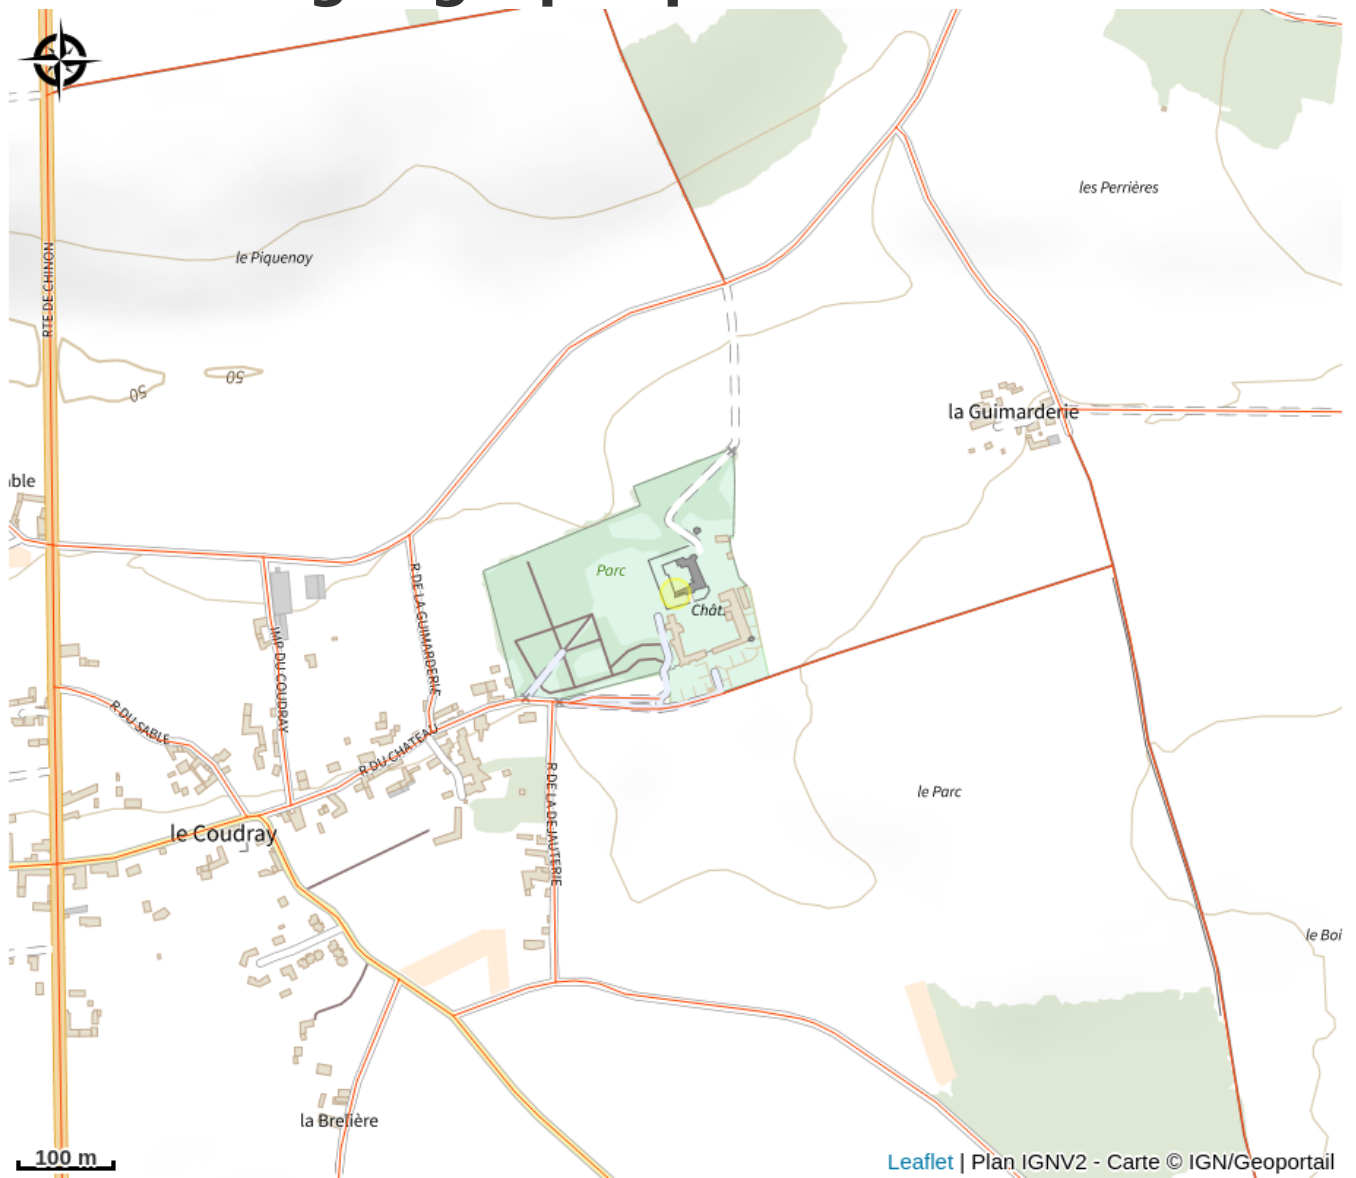 RTE DE CHINON
les Perrières
le Piquenay
50
50
la Guimarderie
Parc
Chât.
R DE LA GUIMARDERIE
IMP DU COUDRAY
R DU SABLE
R DU CHATEAU
R DE LA DEJAUTERIE
le Parc
le Coudray
le Boi
la Brelière
100 m
Leaflet | Plan IGNV2 - Carte © IGN/Geoportail